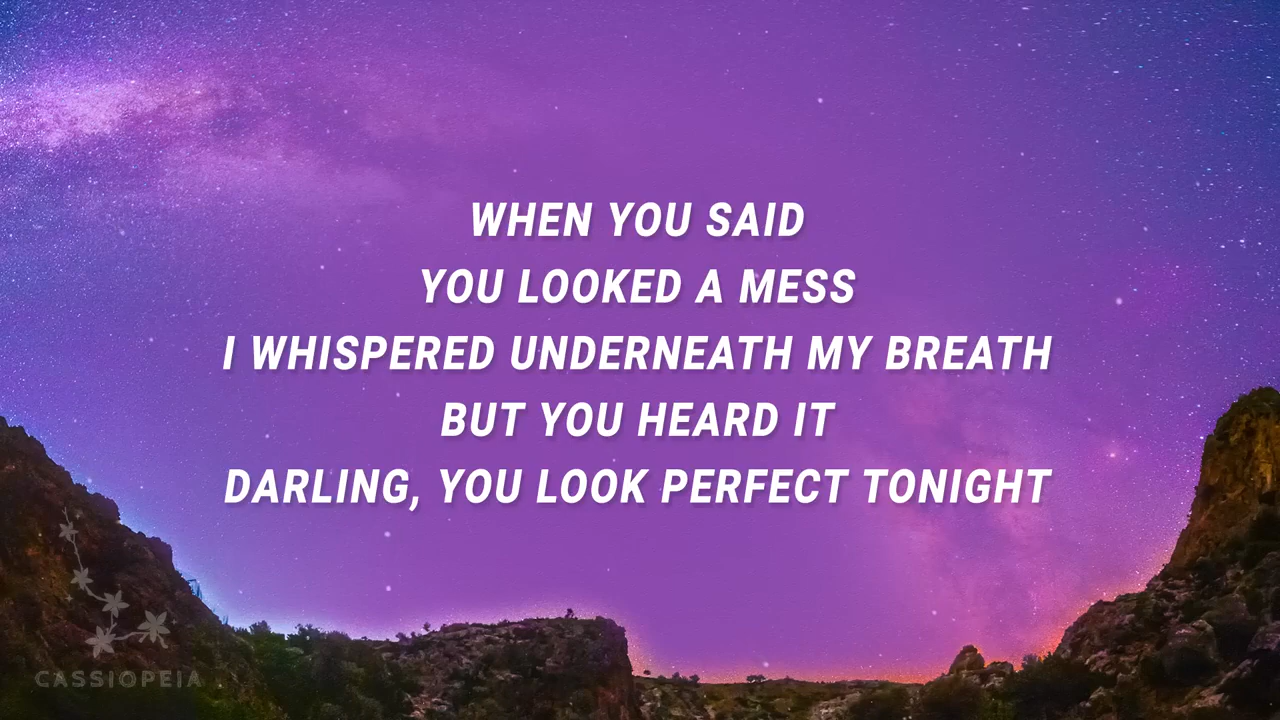 WHEN YOU SAID
YOU LOOKED A MESS
I WHISPERED UNDERNEATH MY BREATH
BUT YOU HEARD IT
DARLING, YOU LOOK PERFECT TONIGHT
CASSIOPEIA